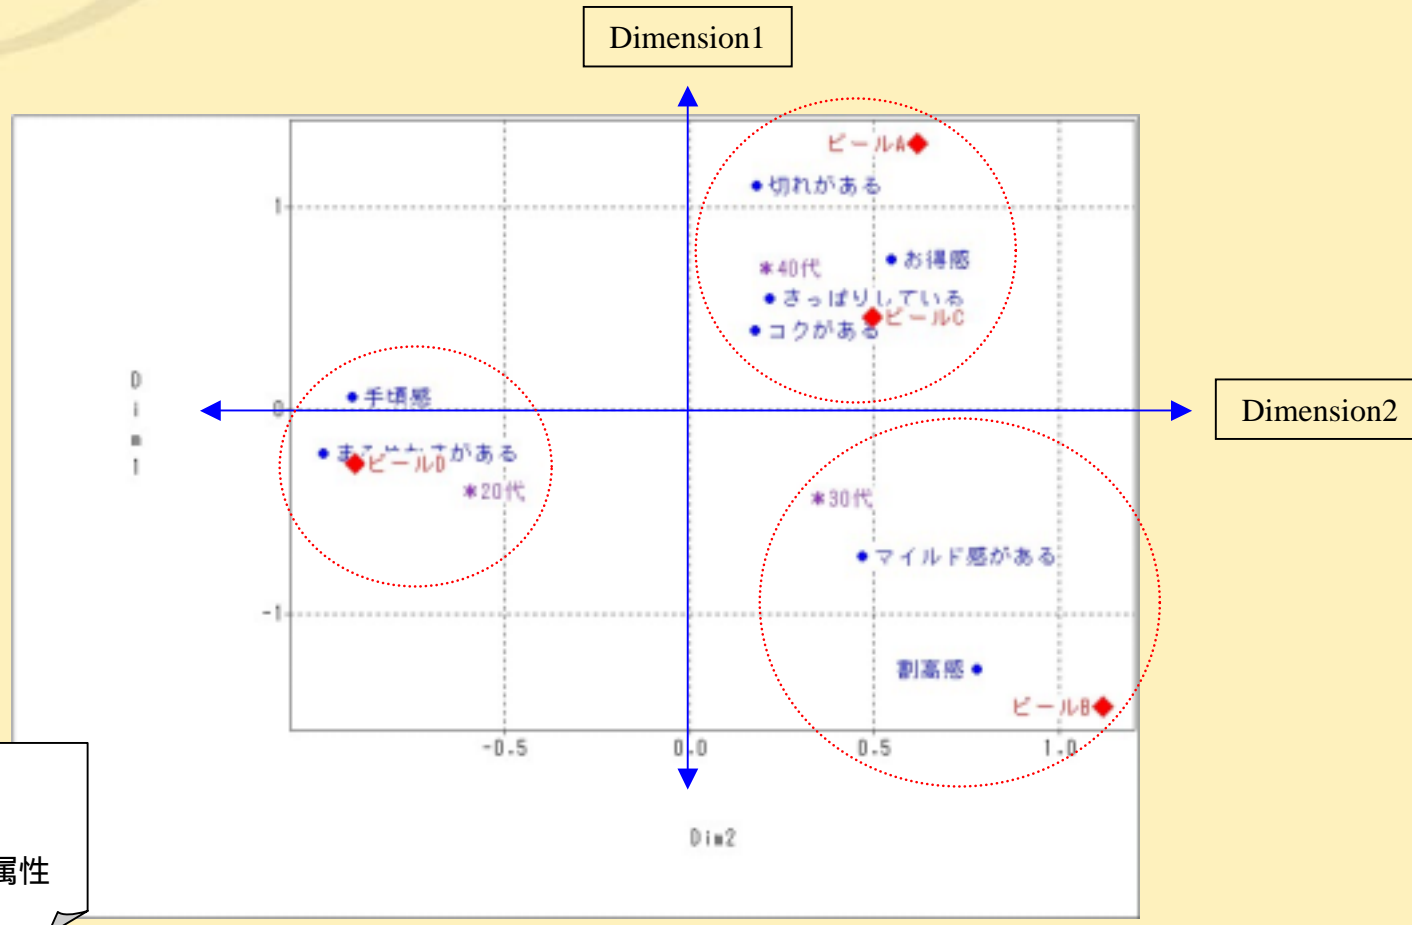 Dimension1
ビールA
切れがある
1
お得感
*40代
さっぱりしている
ビールC
コクがある
Dim1
手頃感
0
Dimension2
がある
ビールD
*20代
*30代
マイルド感がある
-1
割高感
ビールB
-0.5
0.0
0.5
1.0
Dim2
属性